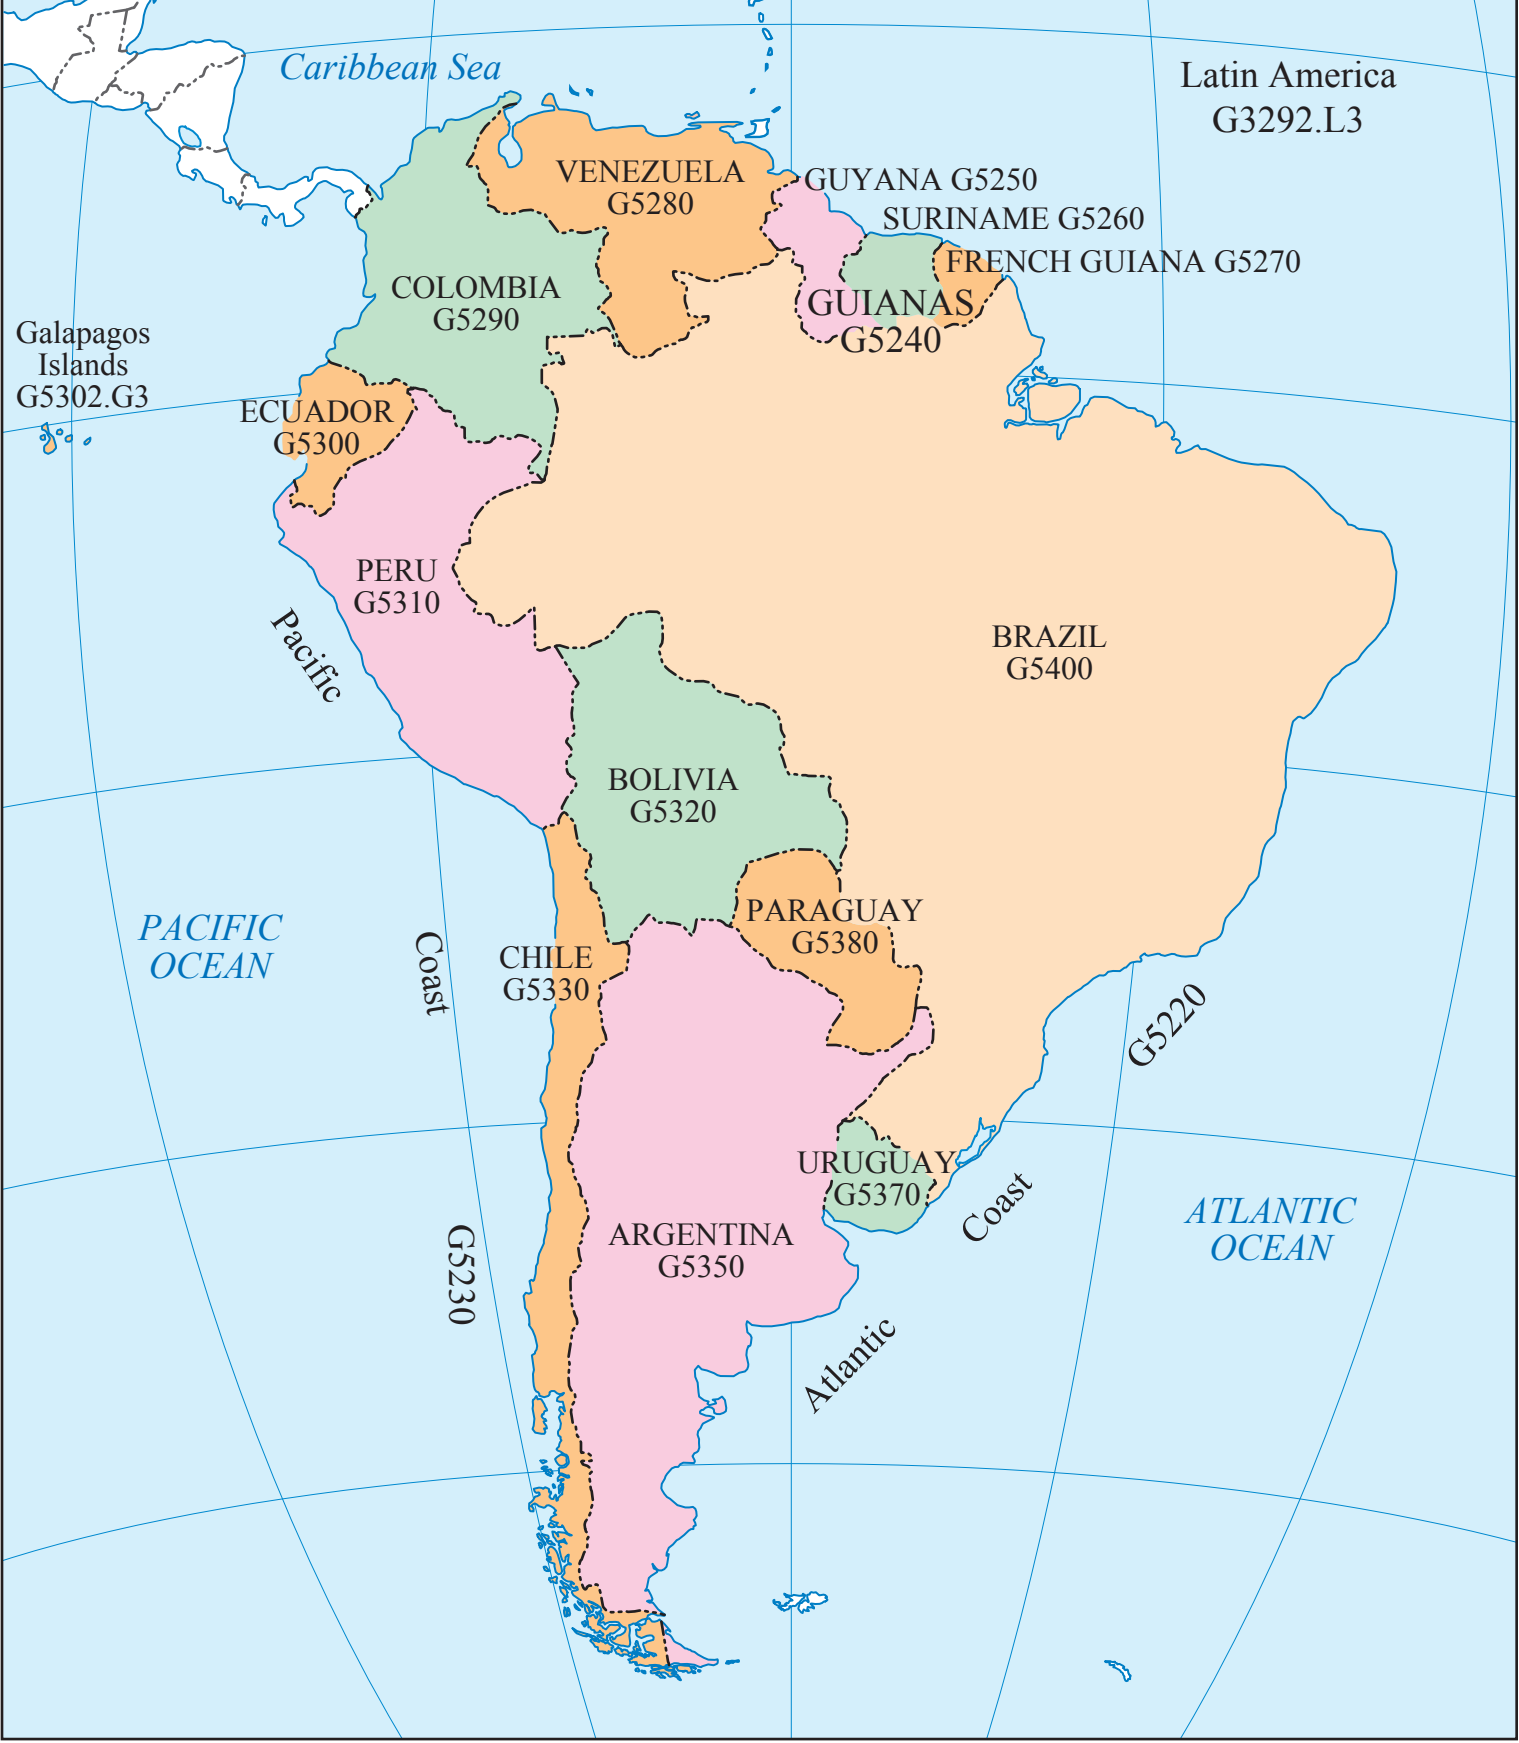 Caribbean Sea
Latin America
G3292.L3
VENEZUELA
G5280
GUYANA G5250
SURINAME G5260
FRENCH GUIANA G5270
COLOMBIA
G5290
GUIANAS
G5240
Galapagos
Islands
G5302.G3
ECUADOR
G5300
PERU
G5310
BRAZIL
G5400
Pacific
Coast
G5230
BOLIVIA
G5320
PARAGUAY
G5380
PACIFIC
OCEAN
CHILE
G5330
URUGUAY
G5370
ARGENTINA
G5350
Atlantic
Coast
G5220
ATLANTIC
OCEAN